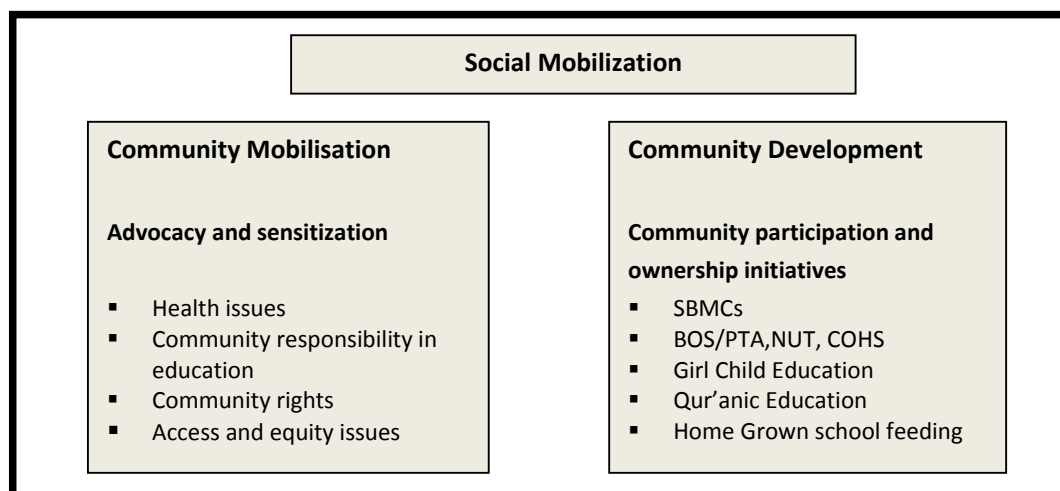 Social Mobilization
Community Mobilisation
Advocacy and sensitization
▪ Health issues
▪ Community responsibility in
education
▪ Community rights
▪ Access and equity issues
Community Development
Community participation and
ownership initiatives
▪ SBMCs
▪ BOS/PTA,NUT, COHS
▪ Girl Child Education
▪ Qur’anic Education
▪ Home Grown school feeding